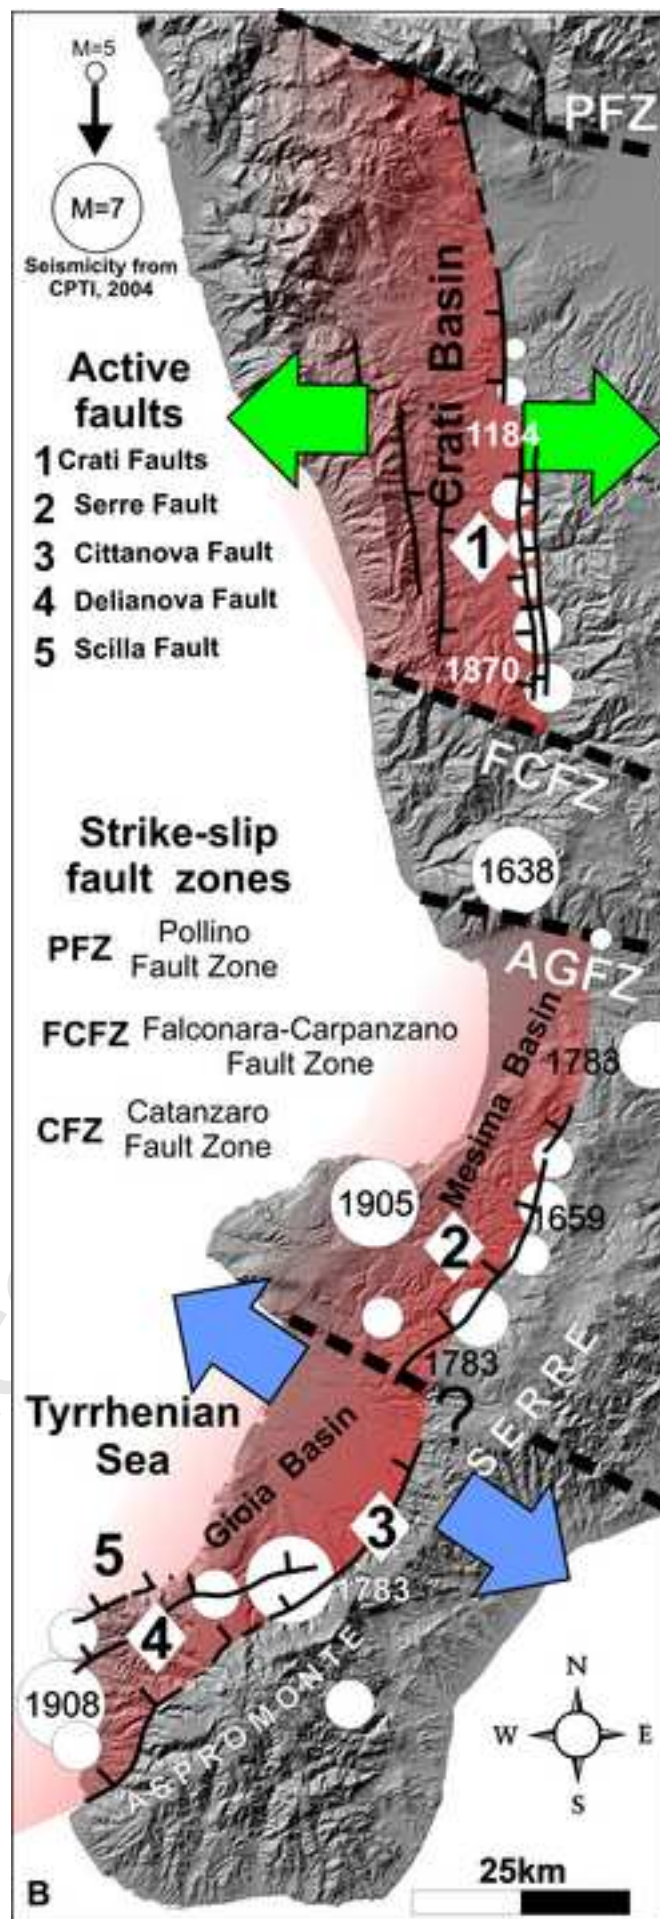 M=5
M=7
Seismicity from
CPTI, 2004
PFZ
Crati Basin
Active
faults
1 Crati Faults
2 Serre Fault
3 Cittanova Fault
4 Delianova Fault
5 Scilla Fault
1184
1
1870
FCFZ
Strike-slip
fault zones
PFZ Pollino
Fault Zone
FCFZ Falconara-Carpanzano
Fault Zone
CFZ Catanzaro
Fault Zone
1638
AGFZ
Mesima Basin
1783
1905
1659
2
1783
?
SERRE
Tyrrhenian
Sea
Gioia Basin
5
3
1783
4
1908
ASPROMONTE
N
W E
S
25km
B